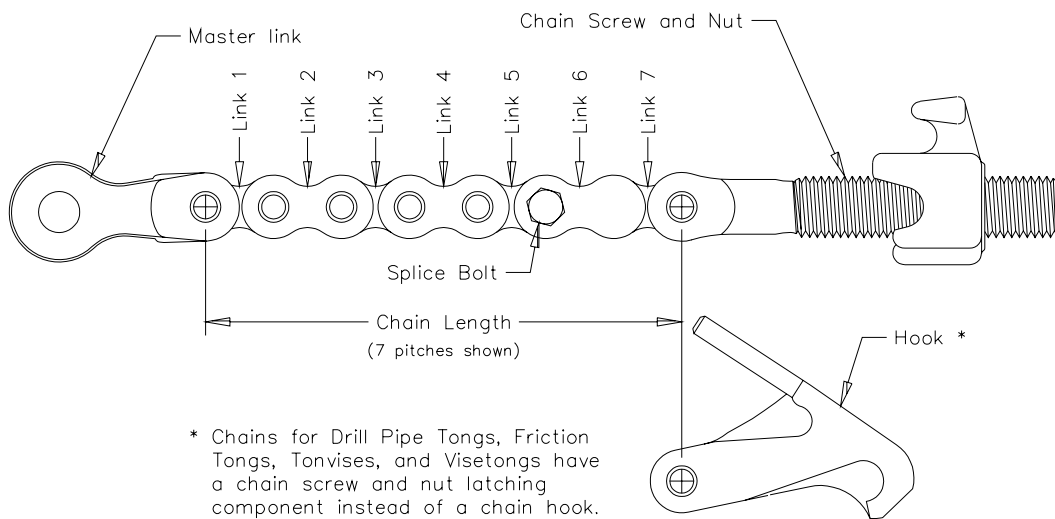 Chain Screw and Nut
Master link
Link 1
Link 2
Link 3
Link 4
Link 5
Link 6
Link 7
Splice Bolt
Chain Length
(7 pitches shown)
Hook *
* Chains for Drill Pipe Tongs, Friction
Tongs, Tonvises, and Visetongs have
a chain screw and nut latching
component instead of a chain hook.